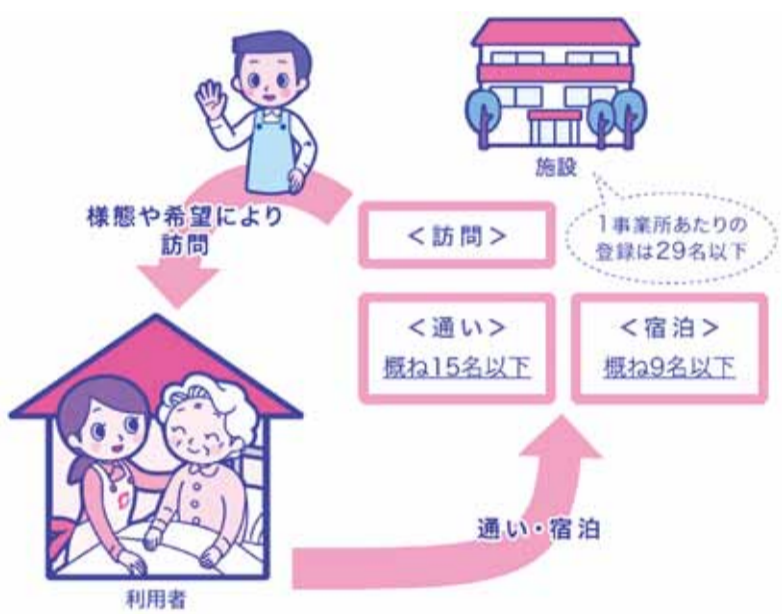 施設
様態や希望により
訪問
<訪問>
1事業所あたりの
登録は29名以下
<通い>
概ね15名以下
<宿泊>
概ね9名以下
通い・宿泊
利用者